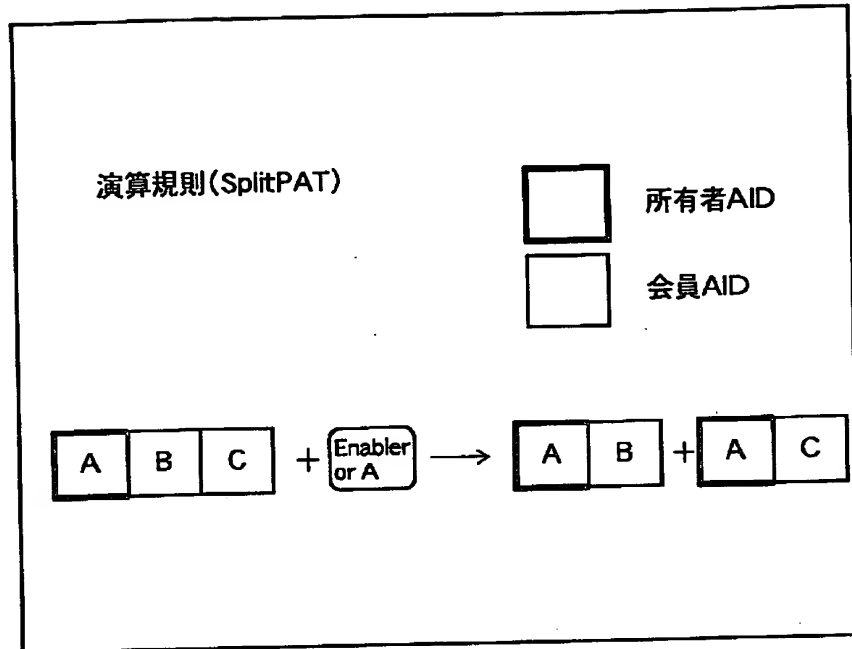 演算規則(SplitPAT)
所有者AID
会員AID
A B C + Enabler or A → A B + A C